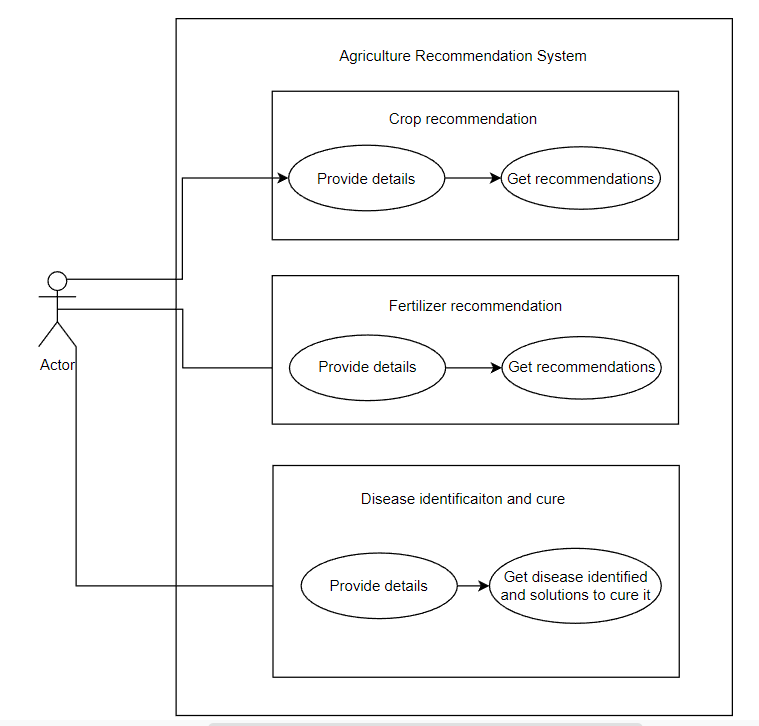 Agriculture Recommendation System
Crop recommendation
Provide details
Get recommendations
Fertilizer recommendation
Provide details
Get recommendations
Actor
Disease identificaiton and cure
Provide details
Get disease identified
and solutions to cure it